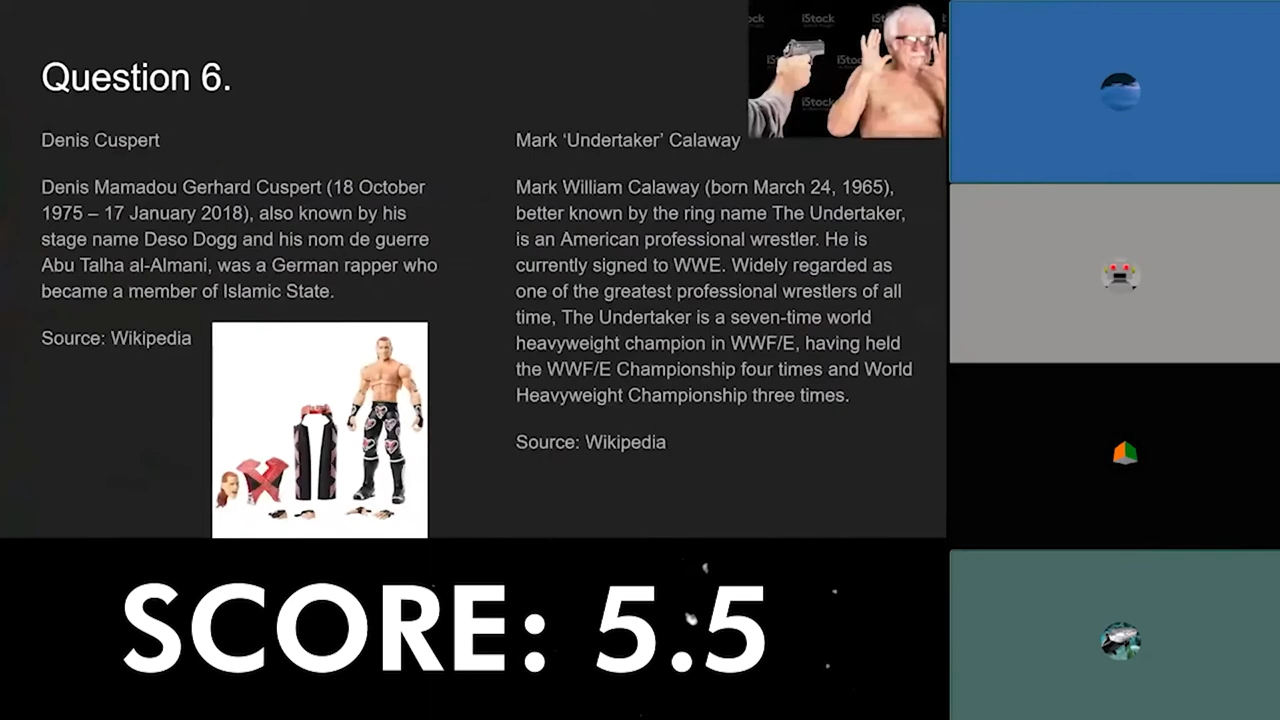 Question 6.
Denis Cuspert
Denis Mamadou Gerhard Cuspert (18 October
1975 – 17 January 2018), also known by his
stage name Deso Dogg and his nom de guerre
Abu Talha al-Almani, was a German rapper who
became a member of Islamic State.
Source: Wikipedia
Mark ‘Undertaker’ Calaway
Mark William Calaway (born March 24, 1965),
better known by the ring name The Undertaker,
is an American professional wrestler. He is
currently signed to WWE. Widely regarded as
one of the greatest professional wrestlers of all
time, The Undertaker is a seven-time world
heavyweight champion in WWF/E, having held
the WWF/E Championship four times and World
Heavyweight Championship three times.
Source: Wikipedia
iStock
iStock
iStock
SCORE: 5.5